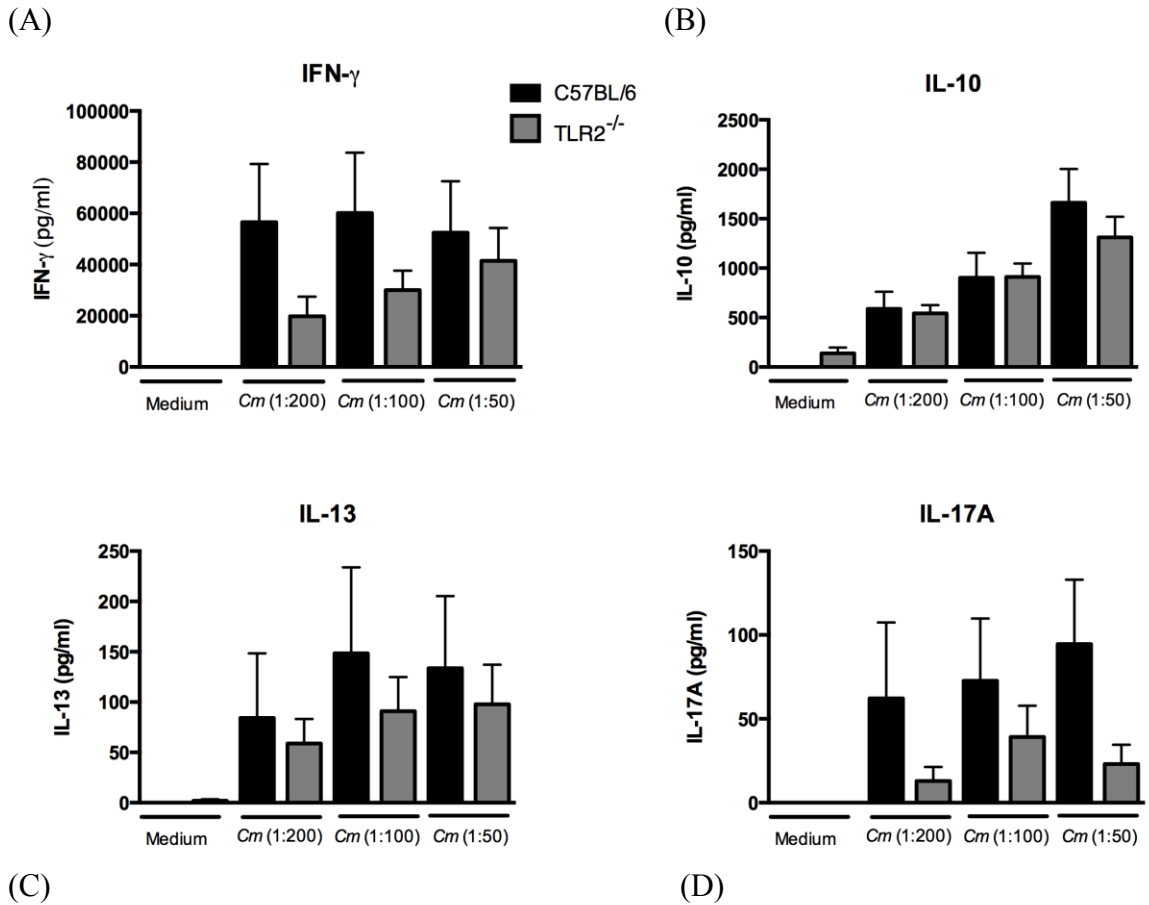 (A)
(B)
IFN-γ
C57BL/6
TLR2-/-
IFN-γ (pg/ml)
100000
80000
60000
40000
20000
0
Medium
Cm (1:200)
Cm (1:100)
Cm (1:50)
IL-10
IL-10 (pg/ml)
2500
2000
1500
1000
500
0
Medium
Cm (1:200)
Cm (1:100)
Cm (1:50)
IL-13
IL-13 (pg/ml)
250
200
150
100
50
0
Medium
Cm (1:200)
Cm (1:100)
Cm (1:50)
IL-17A
IL-17A (pg/ml)
150
100
50
0
Medium
Cm (1:200)
Cm (1:100)
Cm (1:50)
(C)
(D)